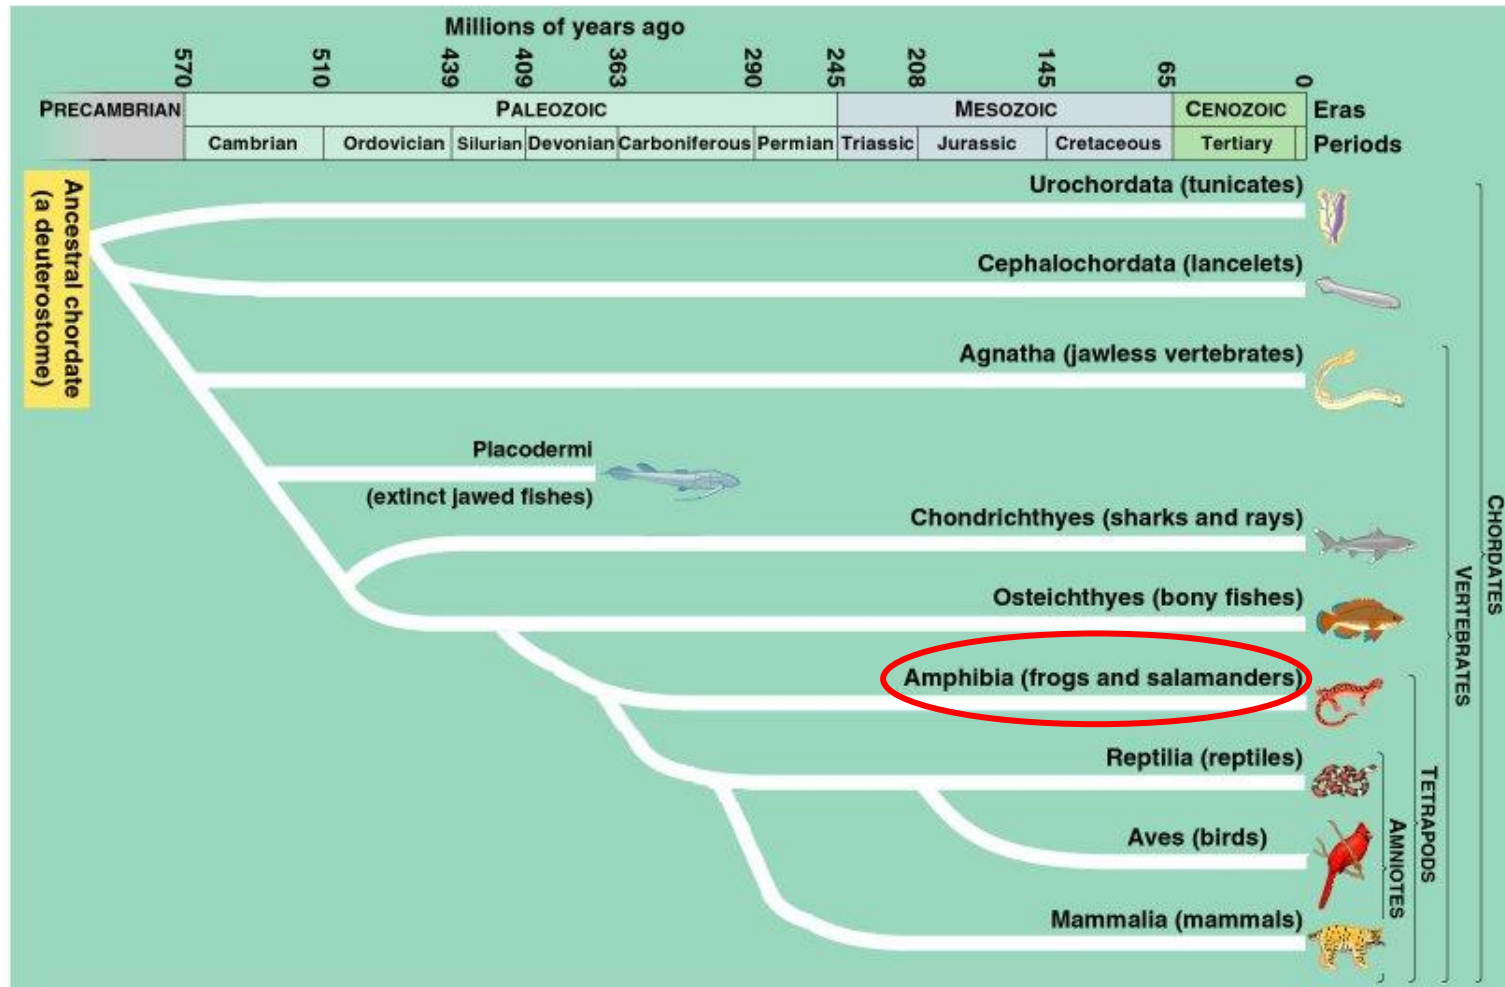 Millions of years ago
570 510 439 409 363 290 245 208 145 65 0
PRECAMBRIAN PALEOZOIC MESOZOIC CENOZOIC Eras
Cambrian Ordovician Silurian Devonian Carboniferous Permian Triassic Jurassic Cretaceous Tertiary Periods
Ancestral chordate
(a deuterostome)
Urochordata (tunicates)
Cephalochordata (lancelets)
Agnatha (jawless vertebrates)
Placodermi
(extinct jawed fishes)
Chondrichthyes (sharks and rays)
Osteichthyes (bony fishes)
Amphibia (frogs and salamanders)
Reptilia (reptiles)
Aves (birds)
Mammalia (mammals)
AMNIOTES
TETRAPODS
VERTEBRATES
CHORDATES